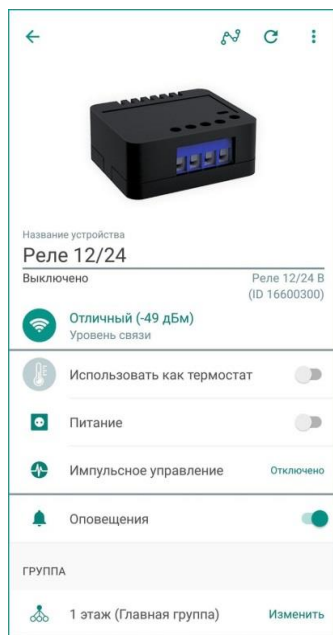 Название устройства
Реле 12/24
Выключено Реле 12/24 В
(ID 16600300)
Отличный (-49 дБм)
Уровень связи
Использовать как термостат
Питание
Импульсное управление Отключено
Оповещения
ГРУППА
1 этаж (Главная группа) Изменить